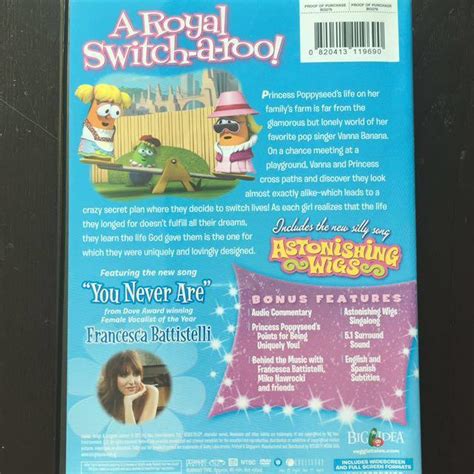 A Royal
Switch-a-roo!
PROOF OF PURCHASE
PROOF OF PURCHASE
0 820413 119690
Princess Poppyseed's life on her
family's farm is far from the
glamorous but lonely world of her
favorite pop singer Vanna Banana.
On a chance meeting at a
playground, Vanna and Princess
cross paths and discover they look
almost exactly alike-which leads to a
crazy secret plan where they decide to switch lives! As each girl realizes that the life
they longed for doesn't fulfill all their dreams,
they learn the life God gave them is the one for
which they were uniquely and lovingly designed.
Includes the new silly song
ASTONISHING
WIGS
Featuring the new song
"You Never Are"
from Dove Award winning
Female Vocalist of the Year
Francesca Battistelli
BONUS FEATURES
Audio Commentary
Princess Poppyseed's
Points for Being
Uniquely You!
Behind the Music with
Francesca Battistelli,
Mike Nawrocki
and friends
Astonishing Wigs
Singalong
5.1 Surround
Sound
English and
Spanish
Subtitles
BIG IDEA
veggietales.com
INCLUDES WIDESCREEN
AND FULL SCREEN FORMATS